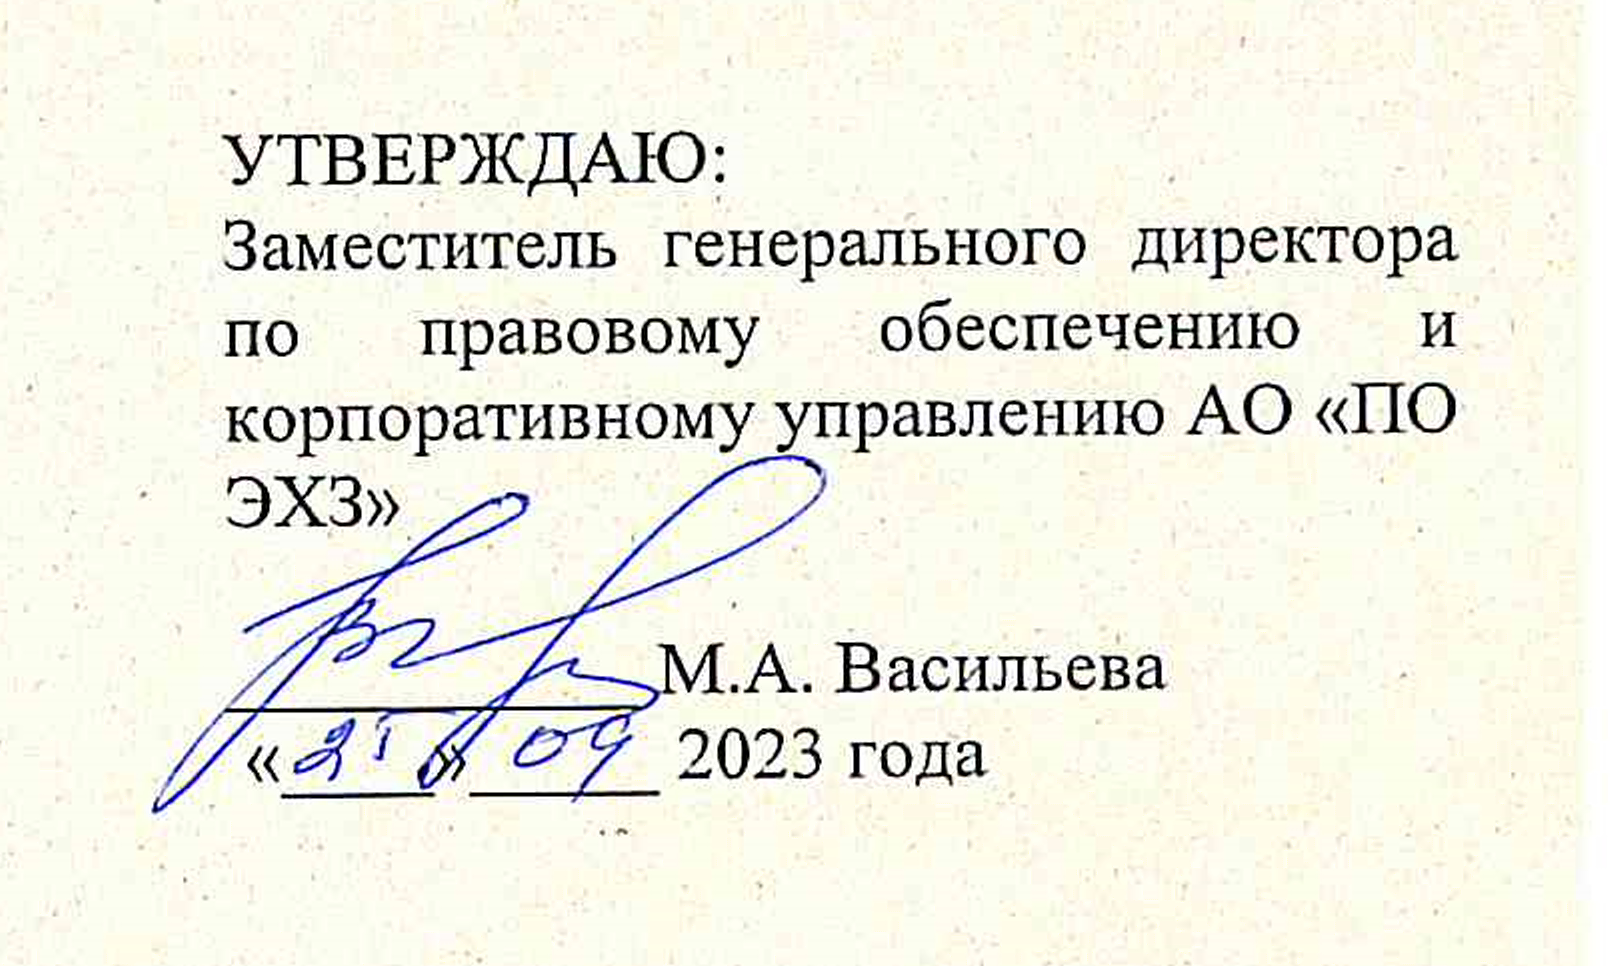 УТВЕРЖДАЮ:
Заместитель генерального директора
по правовому обеспечению и
корпоративному управлению АО «ПО
ЭХЗ»
М.А. Васильева
«25» 09 2023 года